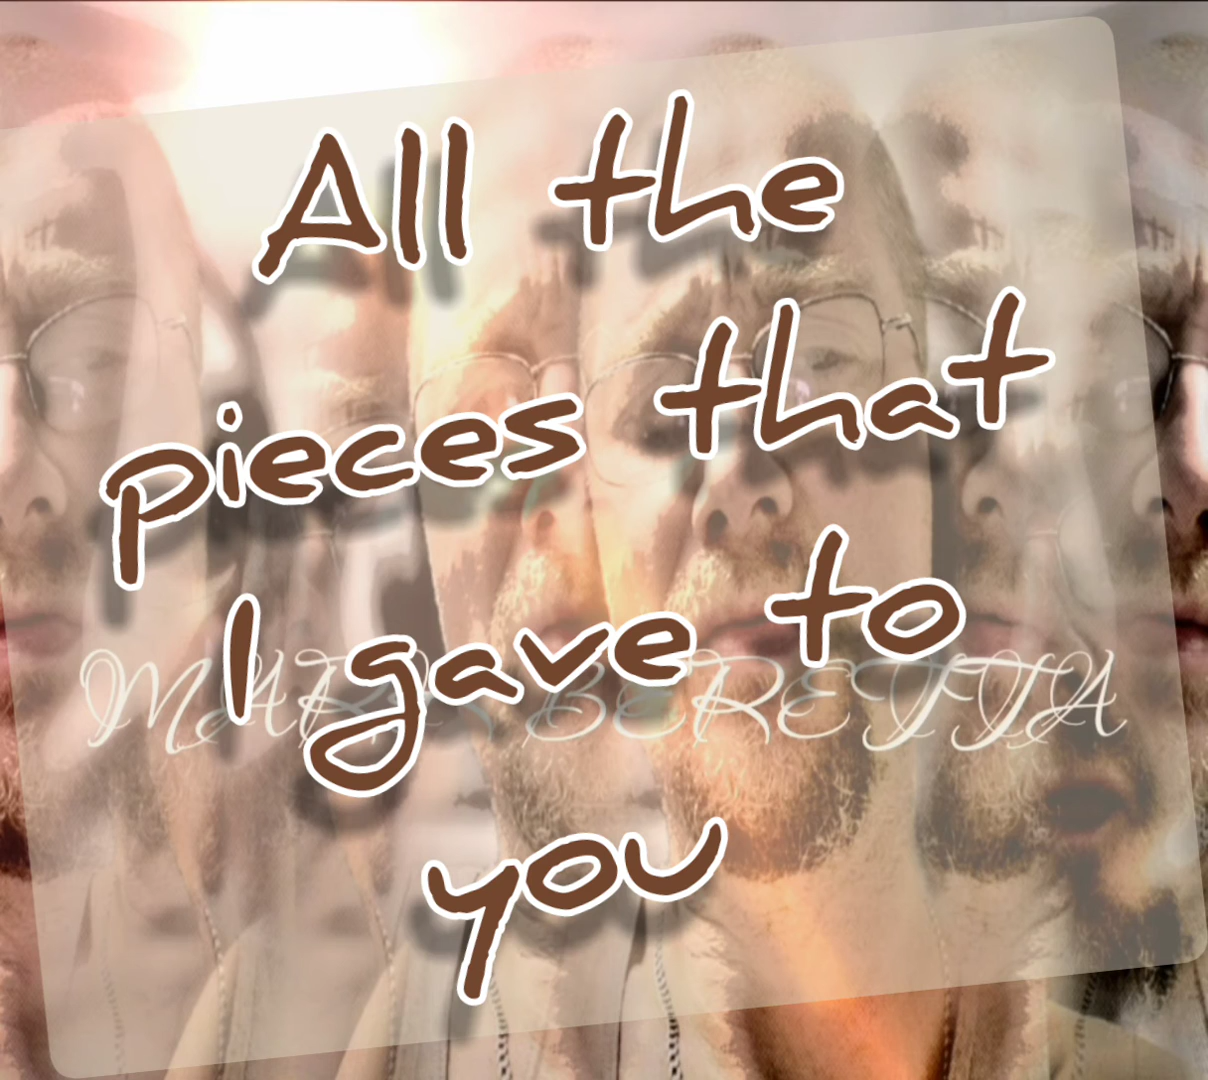 All the
pieces that
I gave to
you
BERETTA